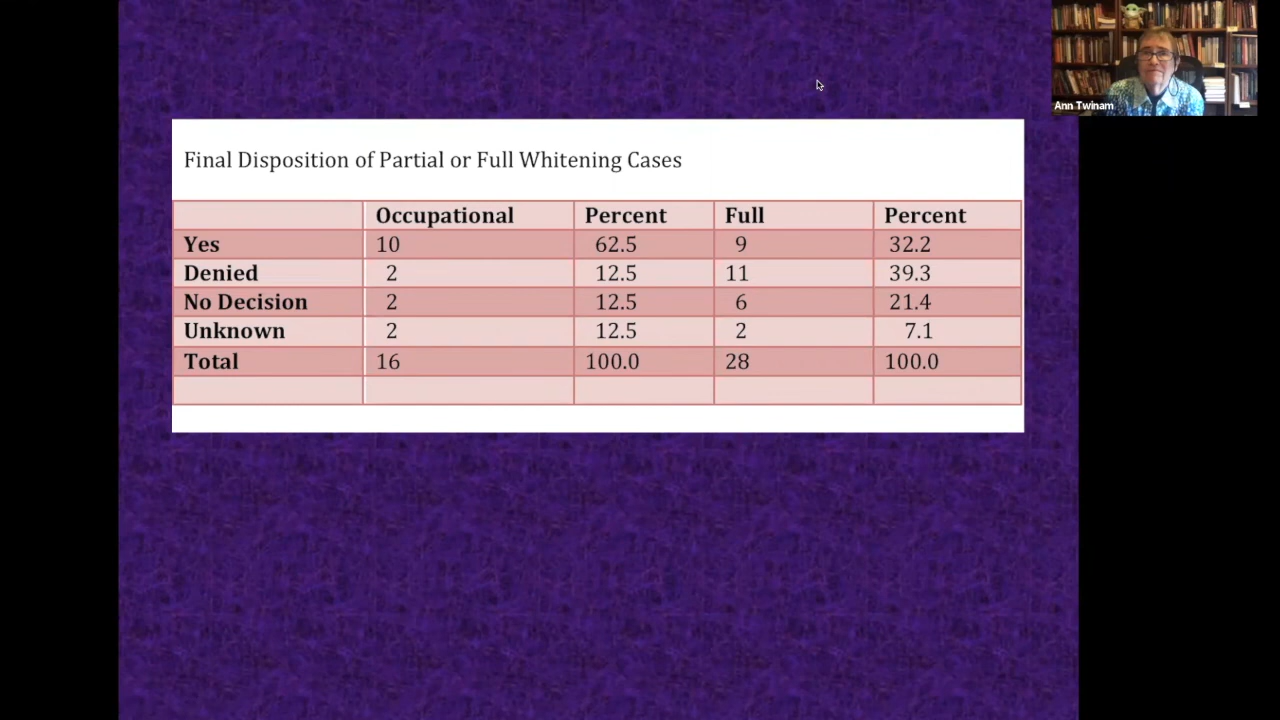 Ann Twinam
Final Disposition of Partial or Full Whitening Cases
Occupational Percent Full Percent
Yes 10 62.5 9 32.2
Denied 2 12.5 11 39.3
No Decision 2 12.5 6 21.4
Unknown 2 12.5 2 7.1
Total 16 100.0 28 100.0